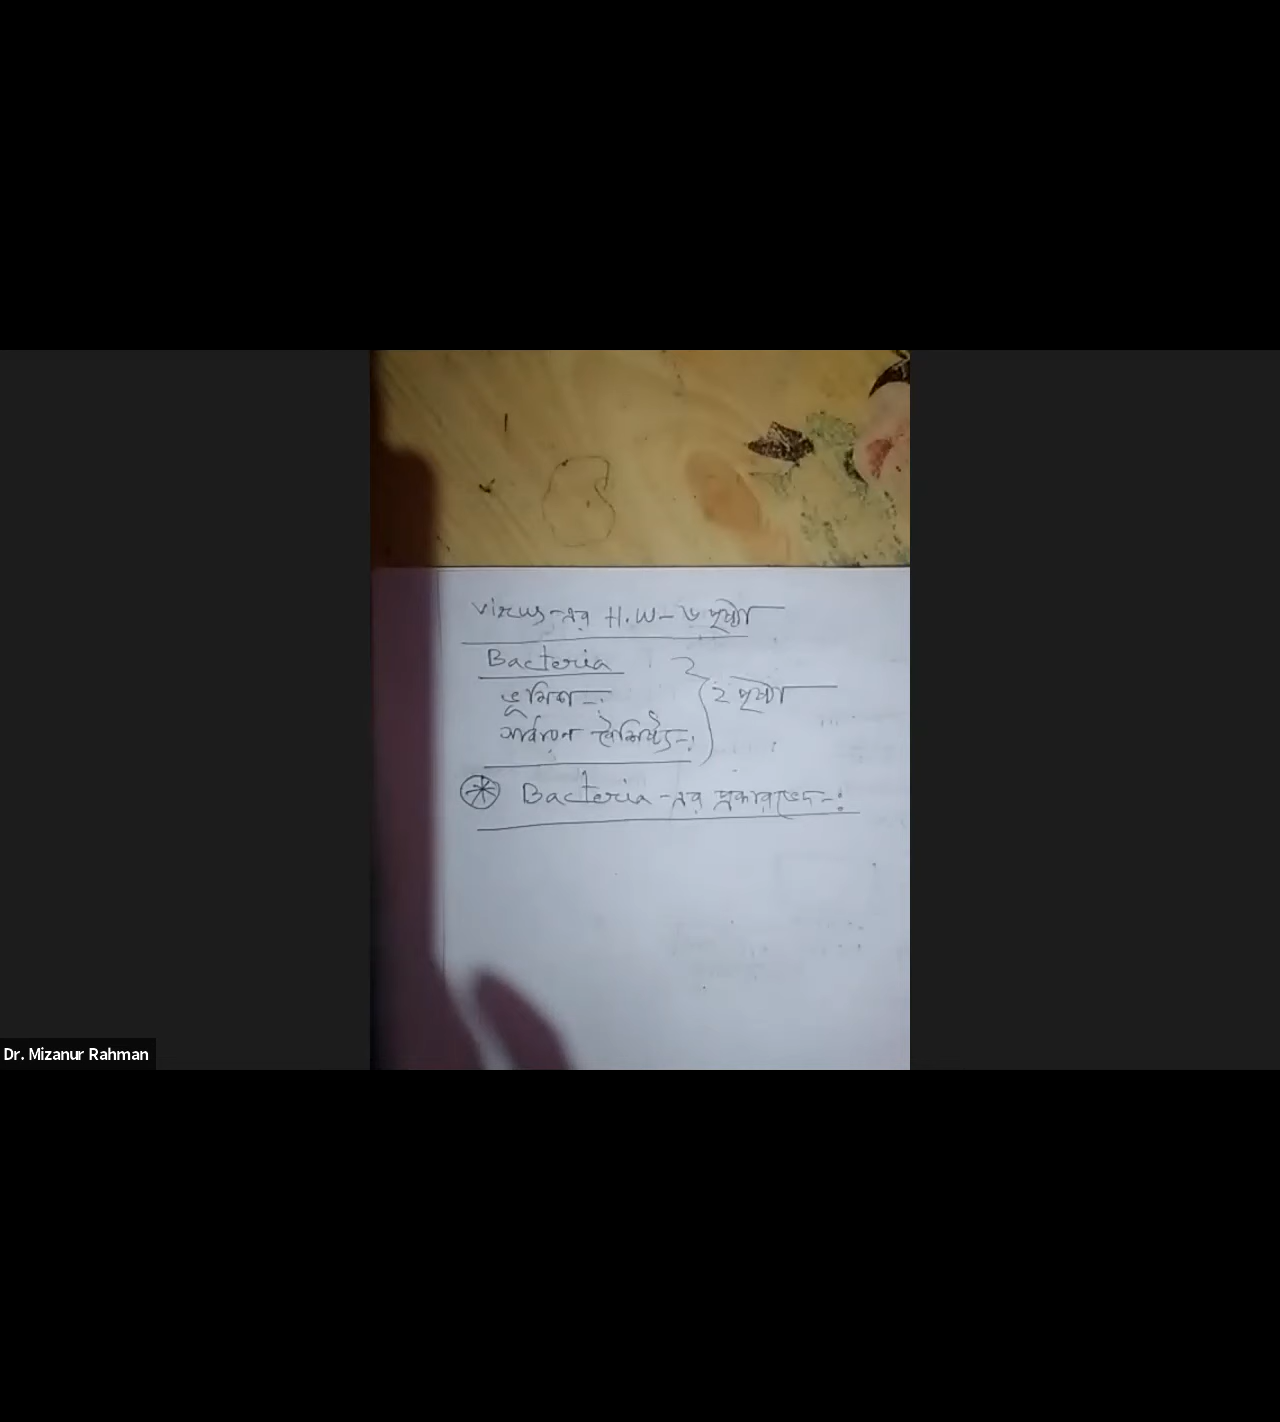 Virus-এর H.W- ৬ পৃষ্ঠা
Bacteria
ভূমিকা-:
২ পৃষ্ঠা
সাধারণ বৈশিষ্ট্য-:
Bacteria-এর প্রকারভেদ-:
Dr. Mizanur Rahman